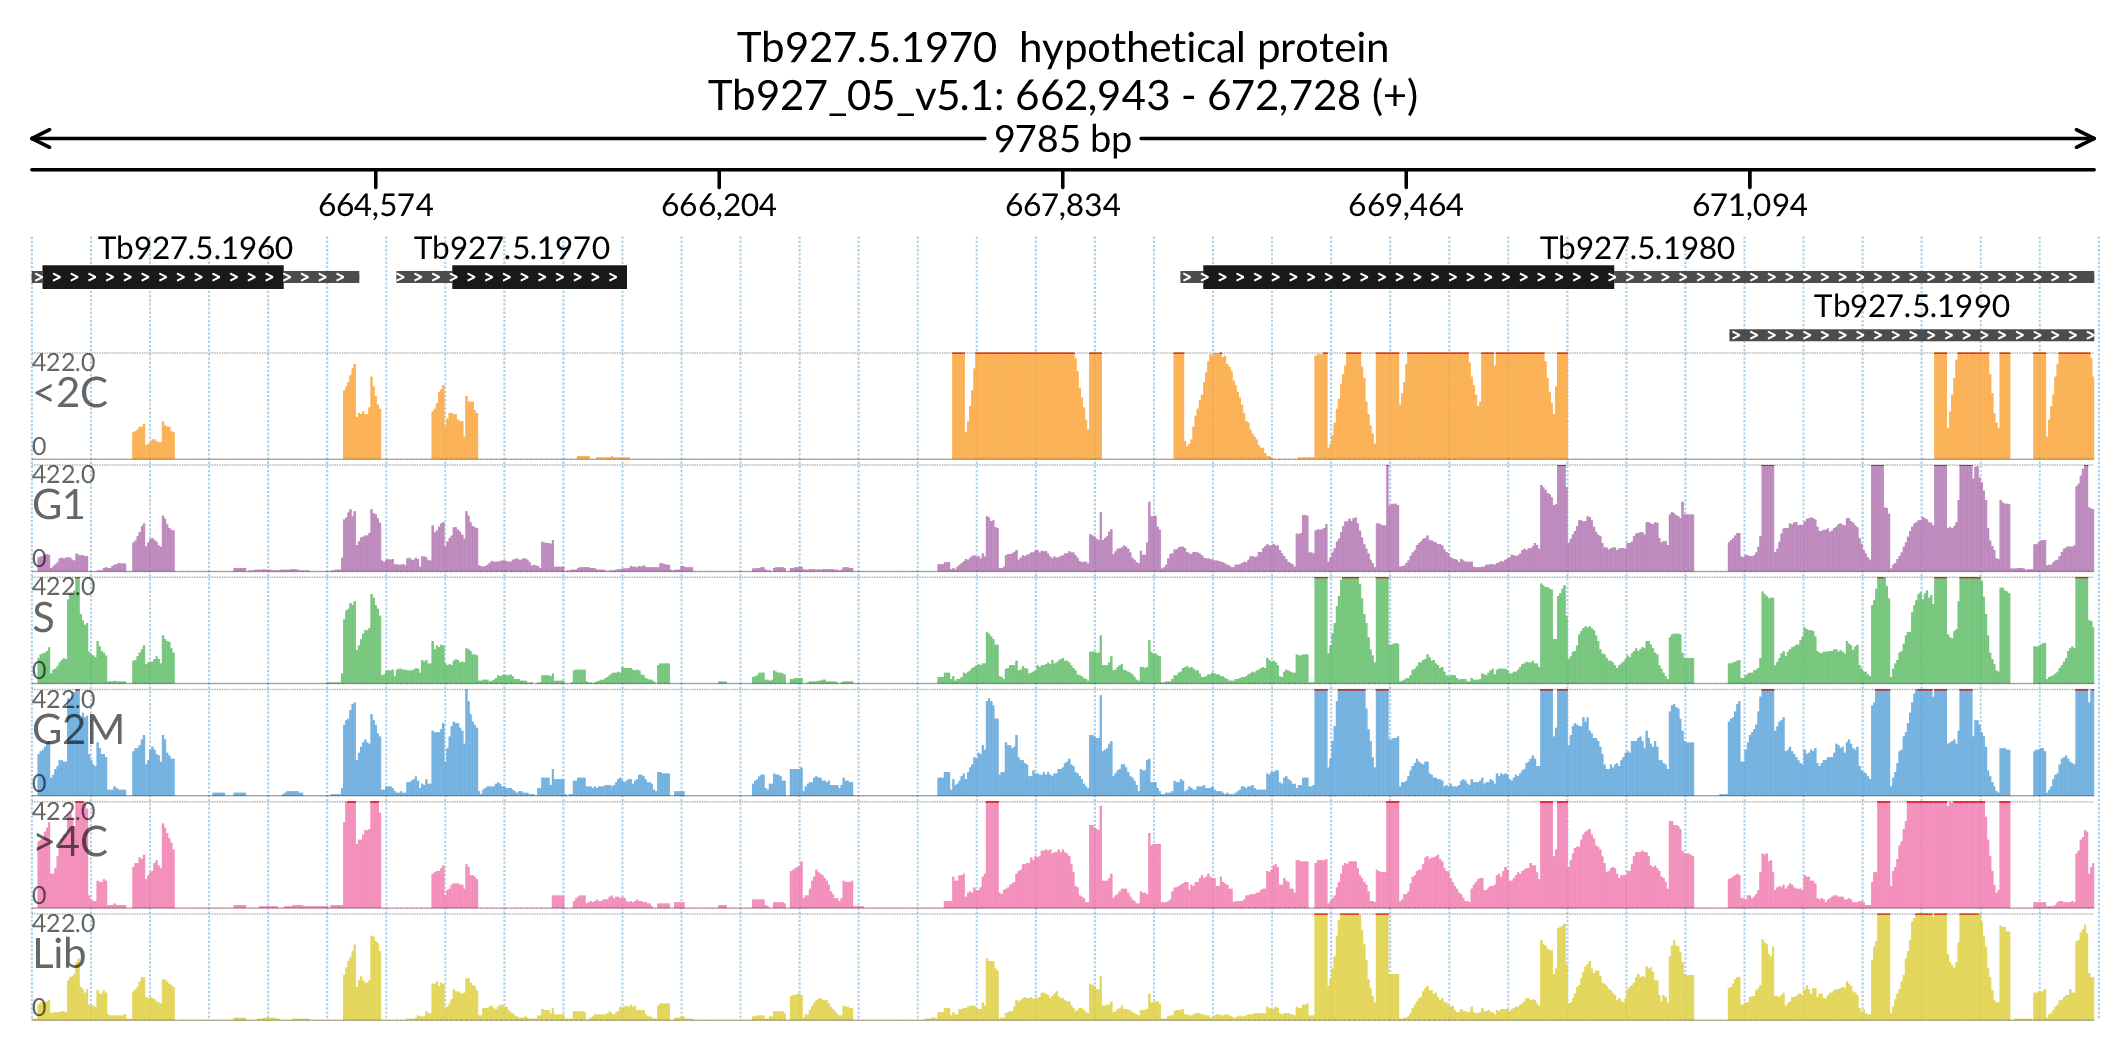 Tb927.5.1970  hypothetical protein
Tb927_05_v5.1: 662,943 - 672,728 (+)
9785 bp
664,574 666,204 667,834 669,464 671,094
Tb927.5.1960 Tb927.5.1970 Tb927.5.1980
Tb927.5.1990
422.0
<2C
0
422.0
G1
0
422.0
S
0
422.0
G2M
0
422.0
>4C
0
422.0
Lib
0